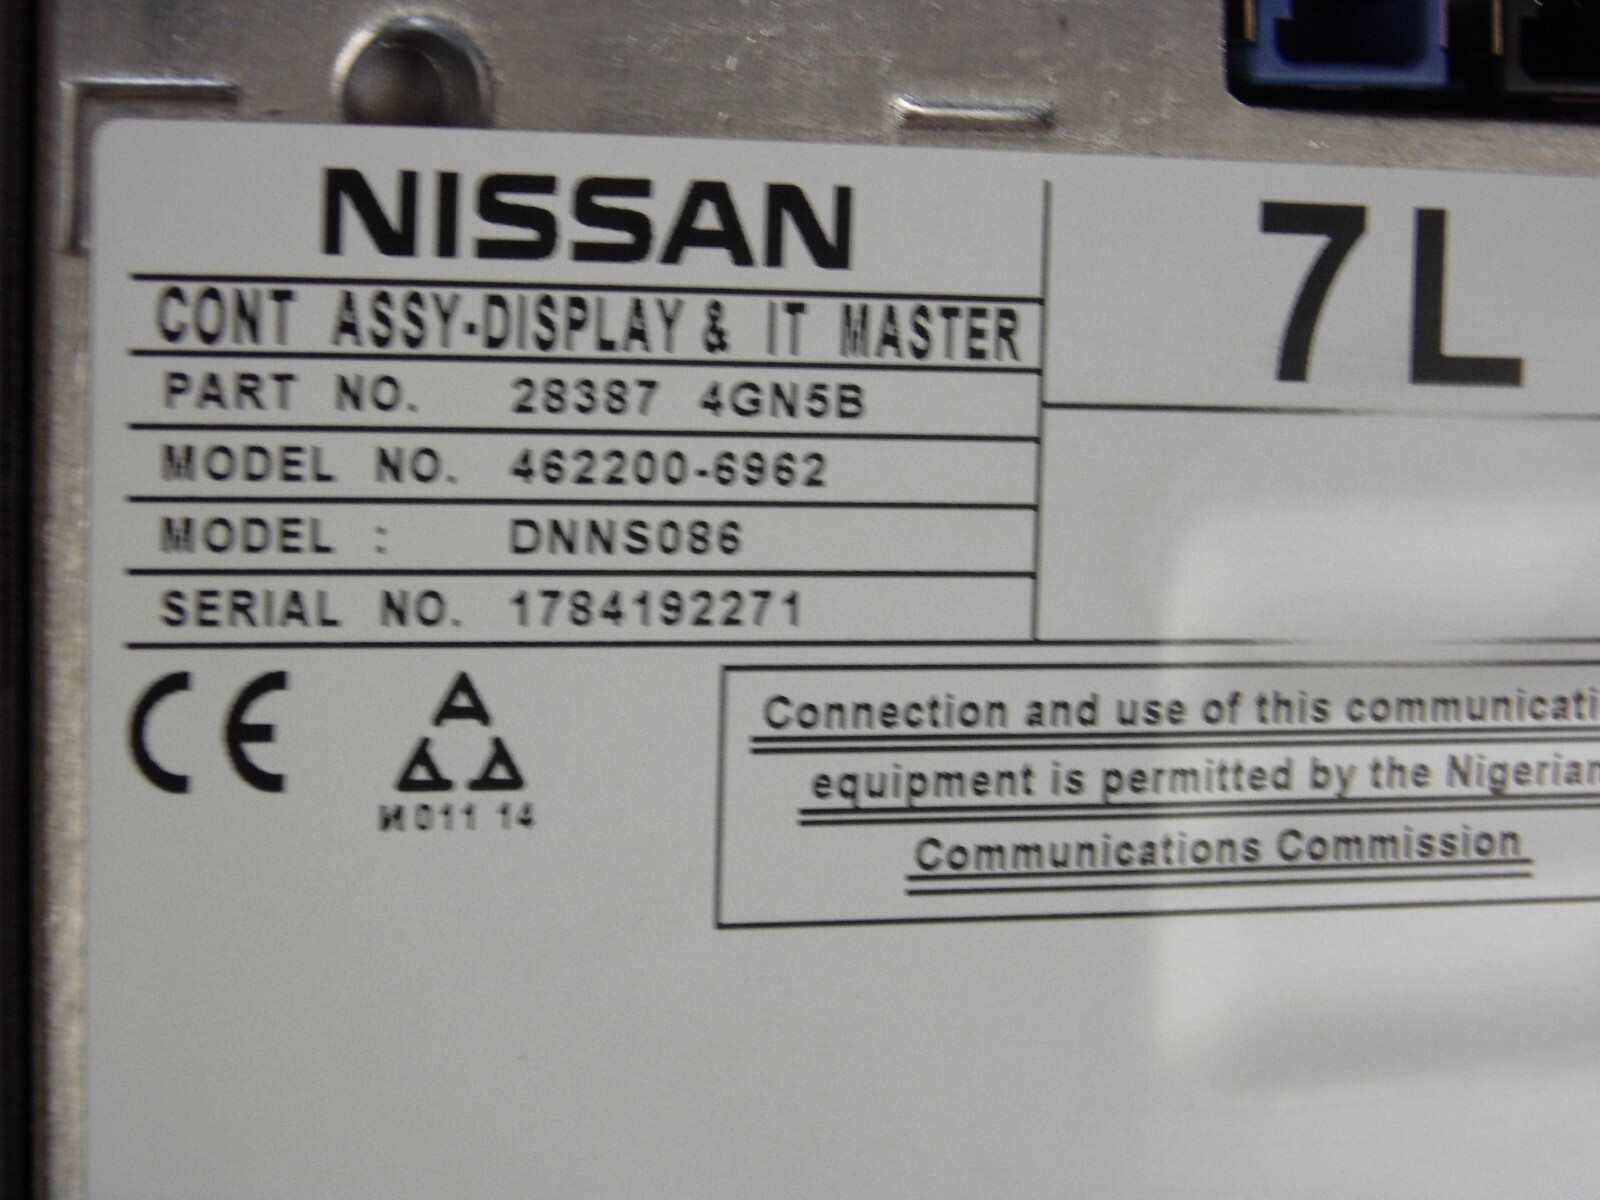 NISSAN
7L
CONT ASSY-DISPLAY & IT MASTER
PART NO. 28387 4GN5B
MODEL NO. 462200-6962
MODEL : DNNS086
SERIAL NO. 1784192271
CE
И011 14
Connection and use of this communicati
equipment is permitted by the Nigerian
Communications Commission